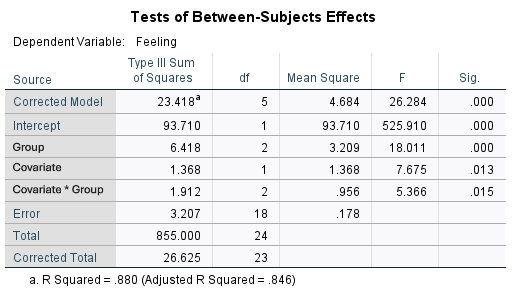 Tests of Between-Subjects Effects
Dependent Variable: Feeling
Source Type III Sum of Squares df Mean Square F Sig.
Corrected Model 23.418a 5 4.684 26.284 .000
Intercept 93.710 1 93.710 525.910 .000
Group 6.418 2 3.209 18.011 .000
Covariate 1.368 1 1.368 7.675 .013
Covariate * Group 1.912 2 .956 5.366 .015
Error 3.207 18 .178
Total 855.000 24
Corrected Total 26.625 23
a. R Squared = .880 (Adjusted R Squared = .846)